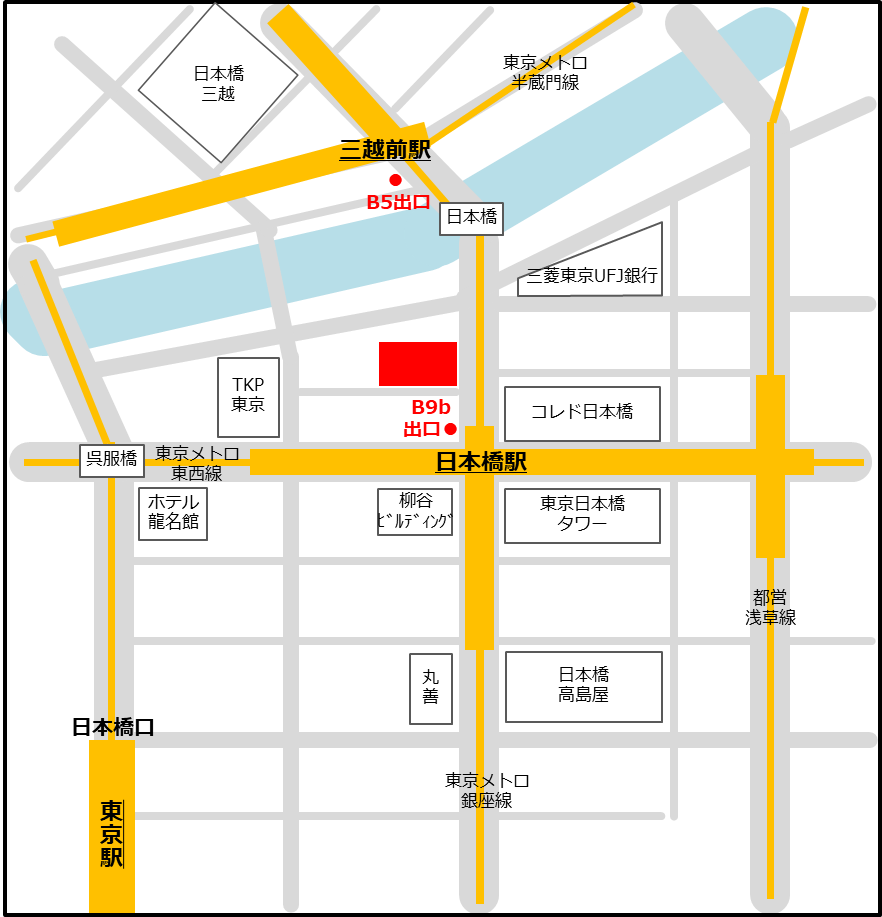 日本橋
三越
東京メトロ
半蔵門線
三越前駅
B5出口
日本橋
三菱東京UFJ銀行
TKP
東京
B9b
出口
コレド日本橋
呉服橋
東京メトロ
東西線
日本橋駅
ホテル
龍名館
柳谷
ﾋﾞﾙﾃﾞｨﾝｸﾞ
東京日本橋
タワー
都営
浅草線
丸
善
日本橋
高島屋
日本橋口
東京メトロ
銀座線
東京駅